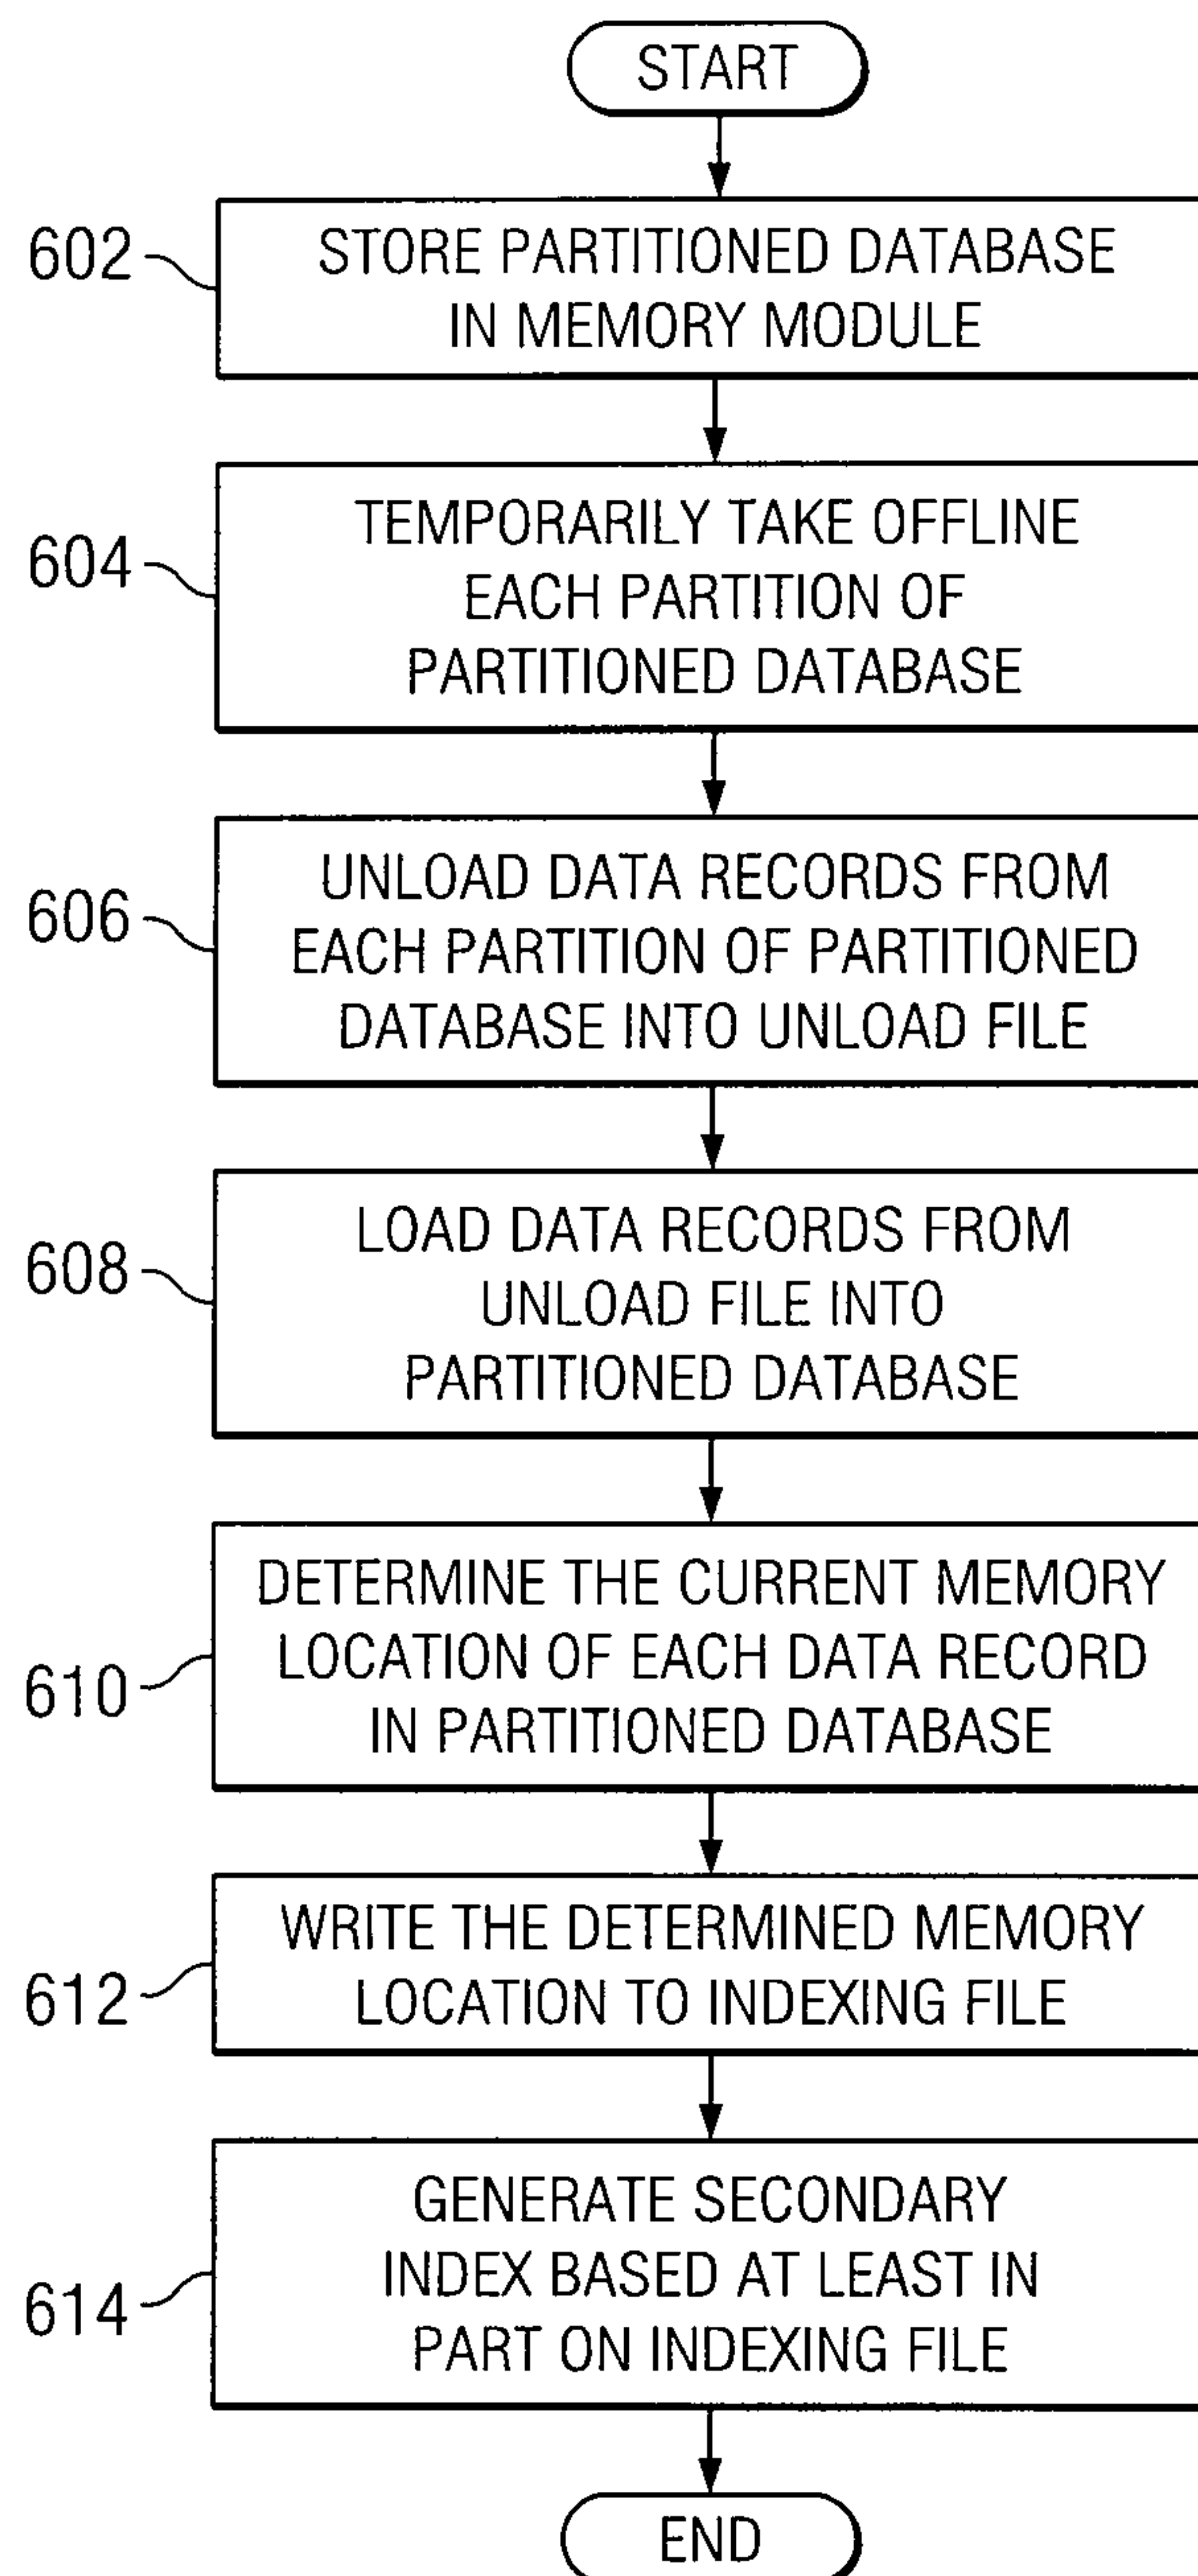 START
602
STORE PARTITIONED DATABASE
IN MEMORY MODULE
604
TEMPORARILY TAKE OFFLINE
EACH PARTITION OF
PARTITIONED DATABASE
606
UNLOAD DATA RECORDS FROM
EACH PARTITION OF PARTITIONED
DATABASE INTO UNLOAD FILE
608
LOAD DATA RECORDS FROM
UNLOAD FILE INTO
PARTITIONED DATABASE
610
DETERMINE THE CURRENT MEMORY
LOCATION OF EACH DATA RECORD
IN PARTITIONED DATABASE
612
WRITE THE DETERMINED MEMORY
LOCATION TO INDEXING FILE
614
GENERATE SECONDARY
INDEX BASED AT LEAST IN
PART ON INDEXING FILE
END